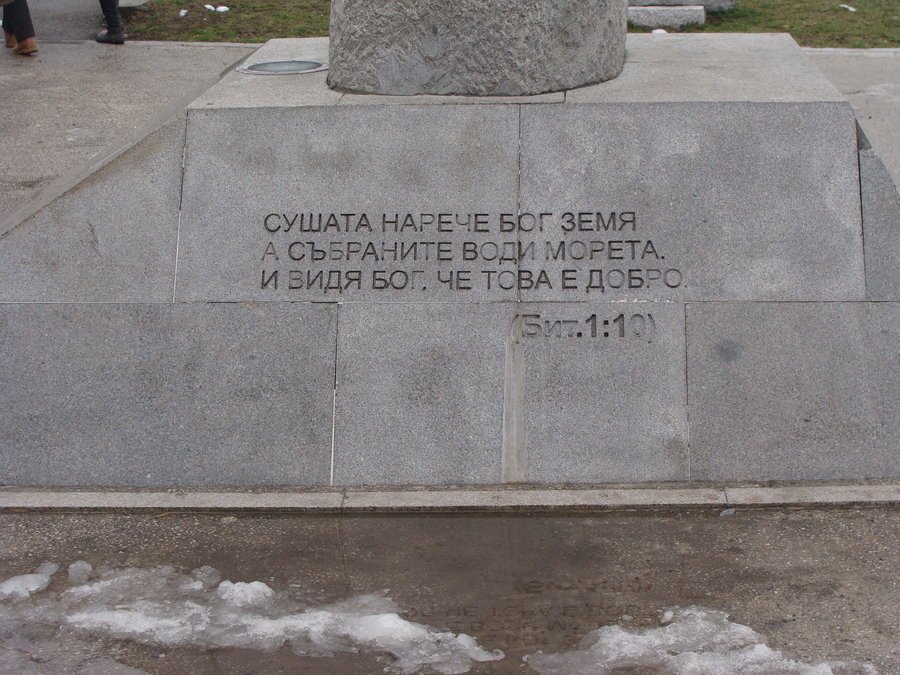 СУШАТА НАРЕЧЕ БОГ ЗЕМЯ
А СЪБРАНИТЕ ВОДИ МОРЕТА.
И ВИДЯ БОГ, ЧЕ ТОВА Е ДОБРО.
(Бит.1:10)